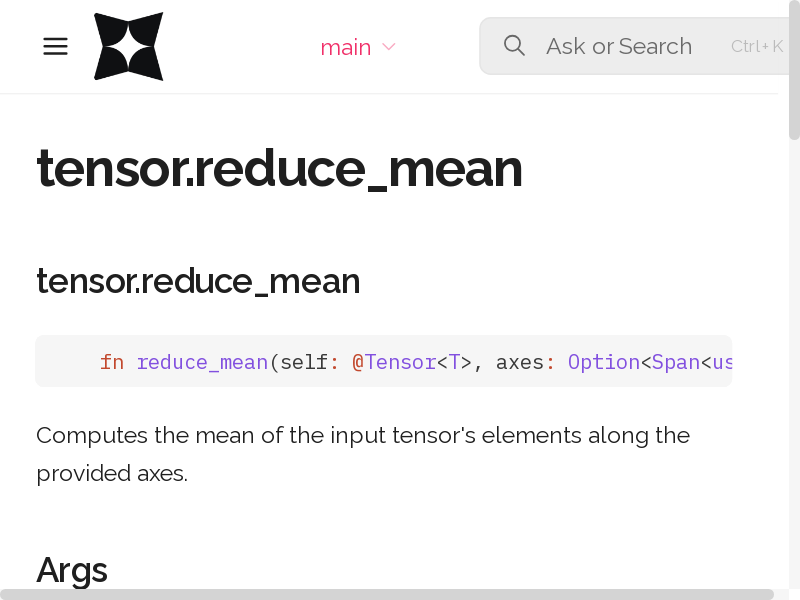 main
Ask or Search
Ctrl+K
tensor.reduce_mean
tensor.reduce_mean
fn reduce_mean(self: @Tensor<T>, axes: Option<Span<us
Computes the mean of the input tensor's elements along the
provided axes.
Args